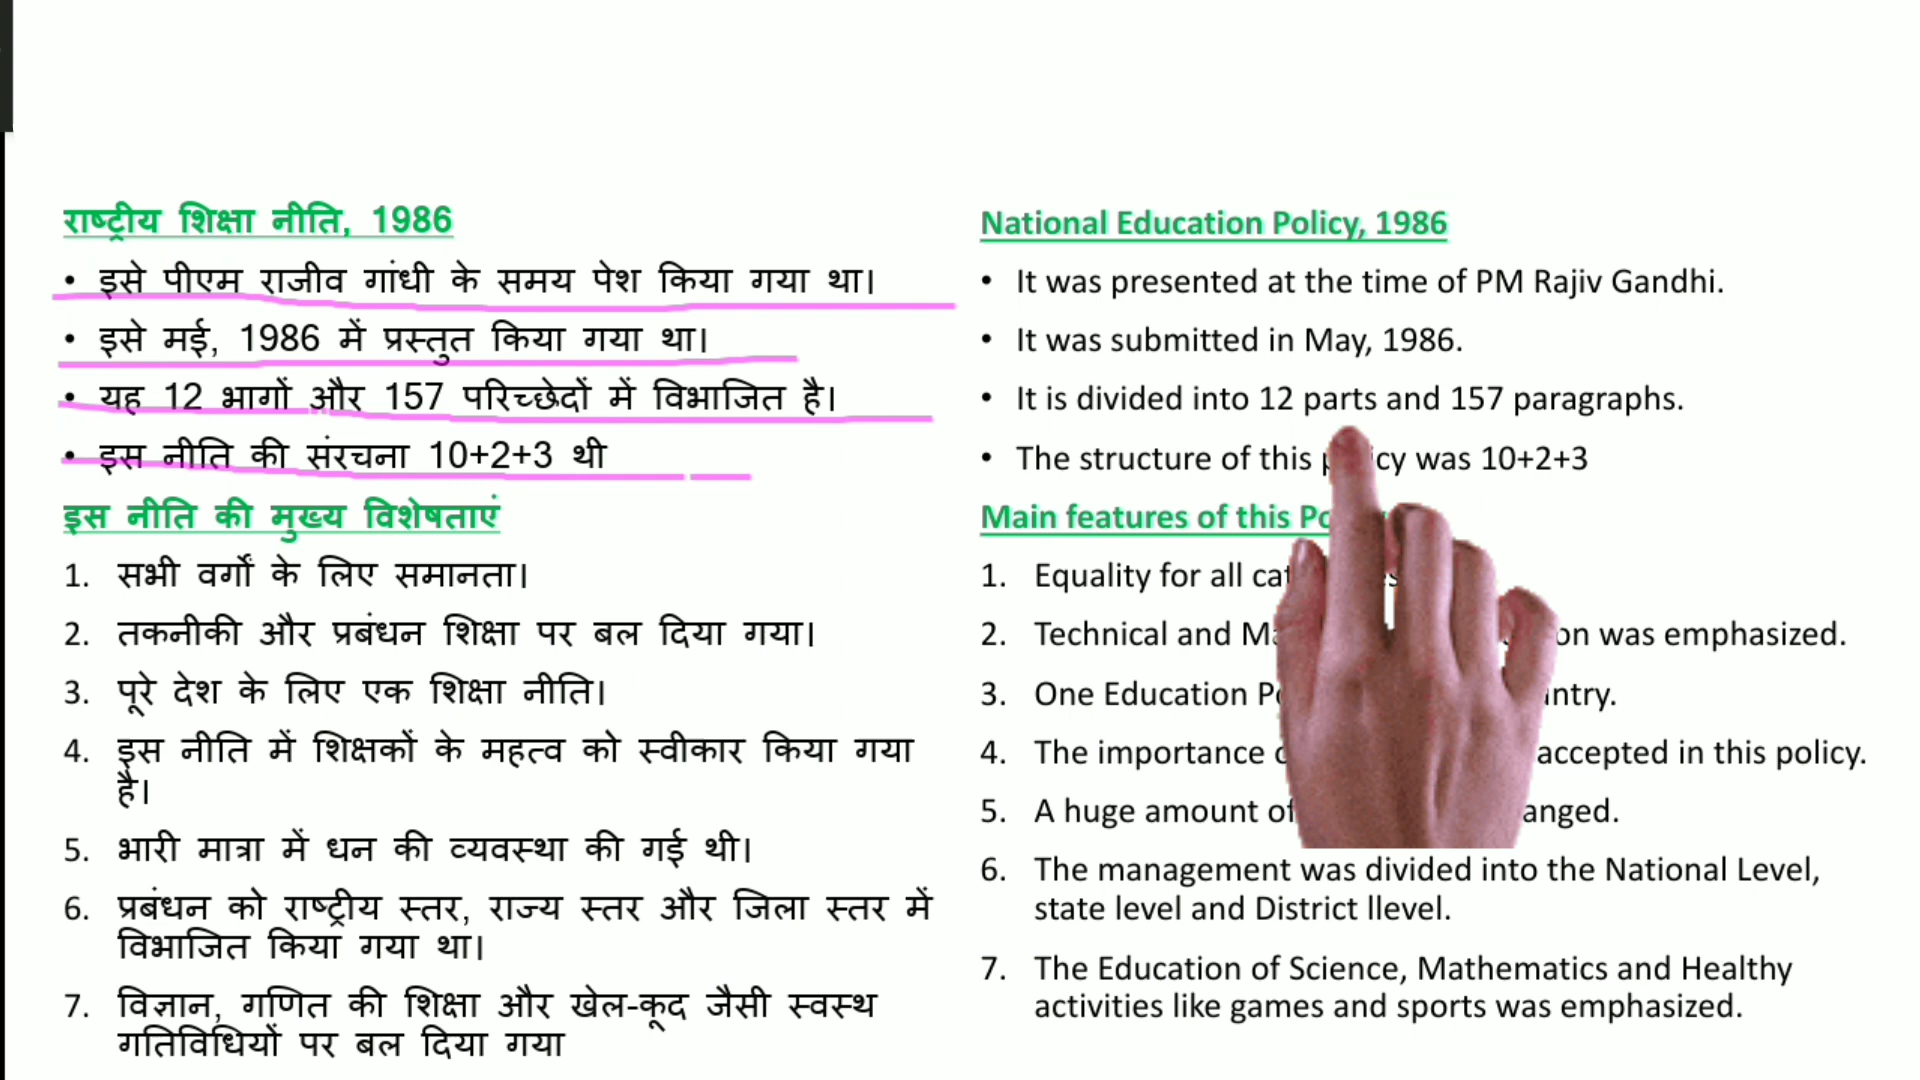 राष्ट्रीय शिक्षा नीति, 1986
• इसे पीएम राजीव गांधी के समय पेश किया गया था।
• इसे मई, 1986 में प्रस्तुत किया गया था।
• यह 12 भागों और 157 परिच्छेदों में विभाजित है।
• इस नीति की संरचना 10+2+3 थी
इस नीति की मुख्य विशेषताएं
1. सभी वर्गों के लिए समानता।
2. तकनीकी और प्रबंधन शिक्षा पर बल दिया गया।
3. पूरे देश के लिए एक शिक्षा नीति।
4. इस नीति में शिक्षकों के महत्व को स्वीकार किया गया
है।
5. भारी मात्रा में धन की व्यवस्था की गई थी।
6. प्रबंधन को राष्ट्रीय स्तर, राज्य स्तर और जिला स्तर में
विभाजित किया गया था।
7. विज्ञान, गणित की शिक्षा और खेल-कूद जैसी स्वस्थ
गतिविधियों पर बल दिया गया
National Education Policy, 1986
• It was presented at the time of PM Rajiv Gandhi.
• It was submitted in May, 1986.
• It is divided into 12 parts and 157 paragraphs.
• The structure of this was 10+2+3
Main features of this
1. Equality for all
2. Technical and was emphasized.
3. One Education
4. The importance accepted in this policy.
5. A huge amount
6. The management was divided into the National Level,
state level and District llevel.
7. The Education of Science, Mathematics and Healthy
activities like games and sports was emphasized.